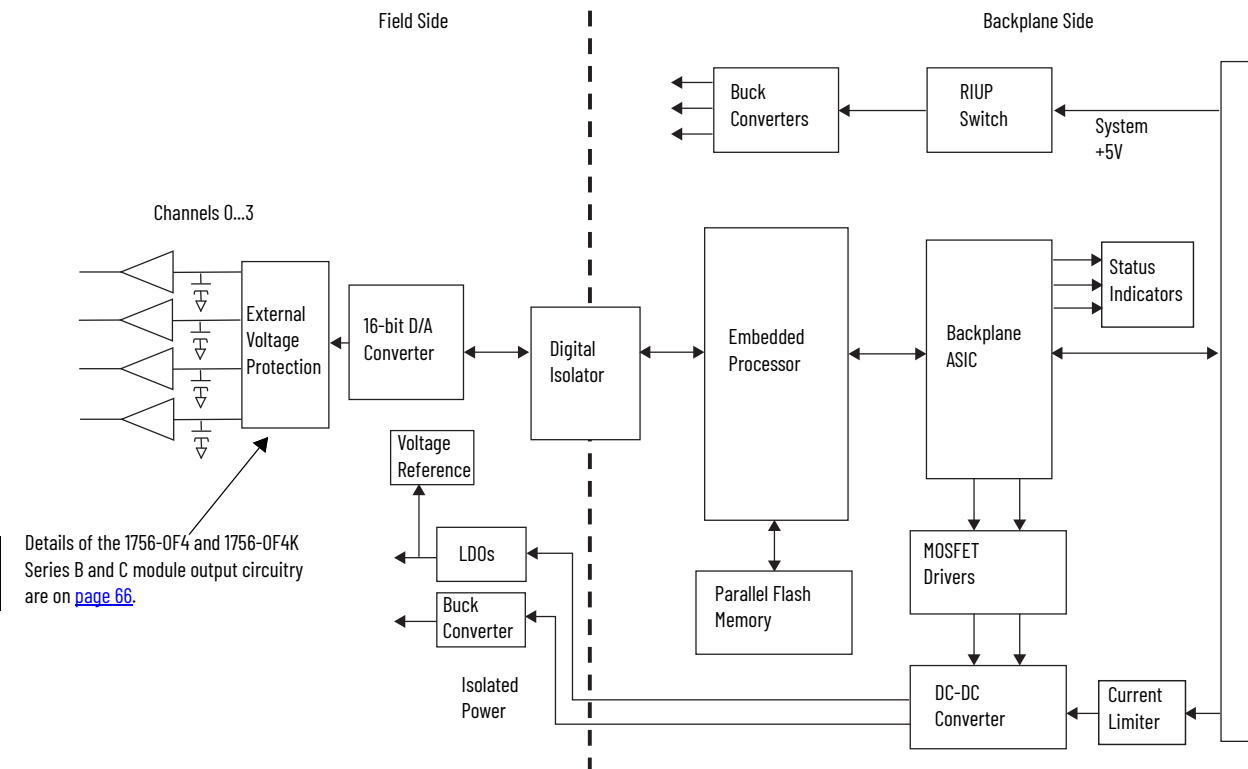 Field Side
Backplane Side
Buck
Converters
RIUP
Switch
System
+5V
Channels 0...3
External
Voltage
Protection
16-bit D/A
Converter
Digital
Isolator
Embedded
Processor
Backplane
ASIC
Status
Indicators
Voltage
Reference
LDOs
Buck
Converter
Isolated
Power
Parallel Flash
Memory
MOSFET
Drivers
DC-DC
Converter
Current
Limiter
Details of the 1756-OF4 and 1756-OF4K
Series B and C module output circuitry
are on page 66.